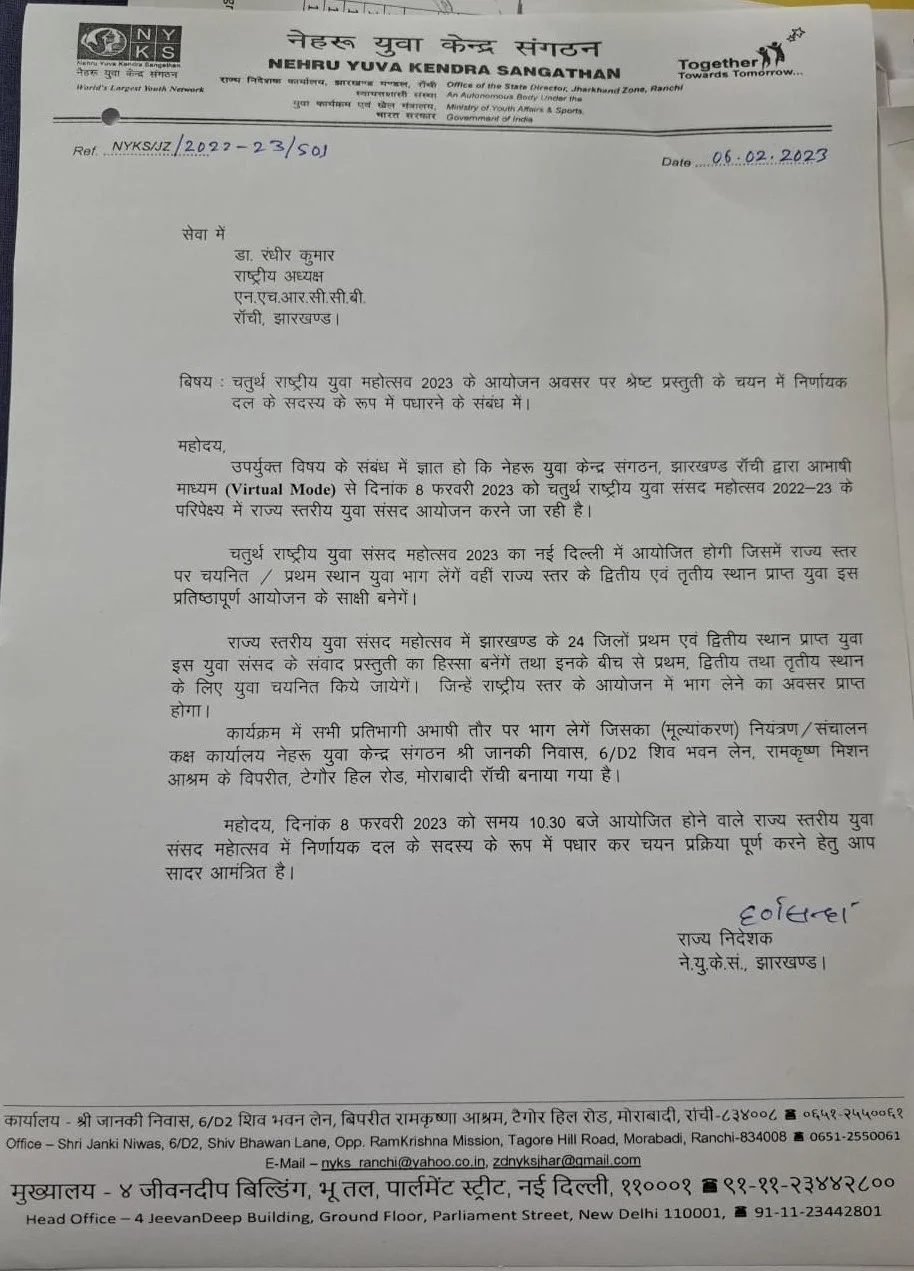 NYKS
Nehru Yuva Kendra Sangathan
नेहरू युवा केन्द्र संगठन
World's Largest Youth Network
नेहरू युवा केन्द्र संगठन
NEHRU YUVA KENDRA SANGATHAN
राज्य निदेशक कार्यालय, झारखण्ड मण्डल, राँची Office of the State Director, Jharkhand Zone, Ranchi
स्वायत्तशासी संस्था An Autonomous Body Under the
युवा कार्यक्रम एवं खेल मंत्रालय, Ministry of Youth Affairs & Sports,
भारत सरकार Government of India
Together
Towards Tomorrow...
Ref. NYKS/JZ/2022-23/501
Date ....06.02.2023
सेवा में
डा. रंधीर कुमार
राष्ट्रीय अध्यक्ष
एन.एच.आर.सी.सी.बी.
रॉची, झारखण्ड।
बिषय : चतुर्थ राष्ट्रीय युवा महोत्सव 2023 के आयोजन अवसर पर श्रेष्ट प्रस्तुती के चयन में निर्णायक
दल के सदस्य के रूप में पधारने के संबंध में।
महोदय,
उपर्युक्त विषय के संबंध में ज्ञात हो कि नेहरू युवा केन्द्र संगठन, झारखण्ड रॉची द्वारा आभाषी
माध्यम (Virtual Mode) से दिनांक 8 फरवरी 2023 को चतुर्थ राष्ट्रीय युवा संसद महोत्सव 2022–23 के
परिपेक्ष्य में राज्य स्तरीय युवा संसद आयोजन करने जा रही है।
चतुर्थ राष्ट्रीय युवा संसद महोत्सव 2023 का नई दिल्ली में आयोजित होगी जिसमें राज्य स्तर
पर चयनित / प्रथम स्थान युवा भाग लेंगें वहीं राज्य स्तर के द्वितीय एवं तृतीय स्थान प्राप्त युवा इस
प्रतिष्ठापूर्ण आयोजन के साक्षी बनेगें।
राज्य स्तरीय युवा संसद महोत्सव में झारखण्ड के 24 जिलों प्रथम एवं द्वितीय स्थान प्राप्त युवा
इस युवा संसद के संवाद प्रस्तुती का हिस्सा बनेंगें तथा इनके बीच से प्रथम, द्वितीय तथा तृतीय स्थान
के लिए युवा चयनित किये जायेगें। जिन्हें राष्ट्रीय स्तर के आयोजन में भाग लेने का अवसर प्राप्त
होगा।
कार्यक्रम में सभी प्रतिभागी अभाषी तौर पर भाग लेगें जिसका (मूल्यांकरण) नियंत्रण/संचालन
कक्ष कार्यालय नेहरू युवा केन्द्र संगठन श्री जानकी निवास, 6/D2 शिव भवन लेन, रामकृष्ण मिशन
आश्रम के विपरीत, टेगौर हिल रोड, मोराबादी रॉची बनाया गया है।
महोदय, दिनांक 8 फरवरी 2023 को समय 10.30 बजे आयोजित होने वाले राज्य स्तरीय युवा
संसद महोत्सव में निर्णायक दल के सदस्य के रूप में पधार कर चयन प्रक्रिया पूर्ण करने हेतु आप
सादर आमंत्रित है।
राज्य निदेशक
ने.यु.के.सं., झारखण्ड।
कार्यालय - श्री जानकी निवास, 6/D2 शिव भवन लेन, बिपरीत रामकृष्णा आश्रम, टैगोर हिल रोड, मोराबादी, रांची-८३४००८ ☎ ०६५१-२५५००६१
Office – Shri Janki Niwas, 6/D2, Shiv Bhawan Lane, Opp. RamKrishna Mission, Tagore Hill Road, Morabadi, Ranchi-834008 ☎ 0651-2550061
E-Mail – nyks_ranchi@yahoo.co.in, zdnyksjhar@gmail.com
मुख्यालय - ४ जीवनदीप बिल्डिंग, भू तल, पार्लमेंट स्ट्रीट, नई दिल्ली, ११०००१ ☎ ९१-११-२३४४२८००
Head Office – 4 JeevanDeep Building, Ground Floor, Parliament Street, New Delhi 110001, ☎ 91-11-23442801